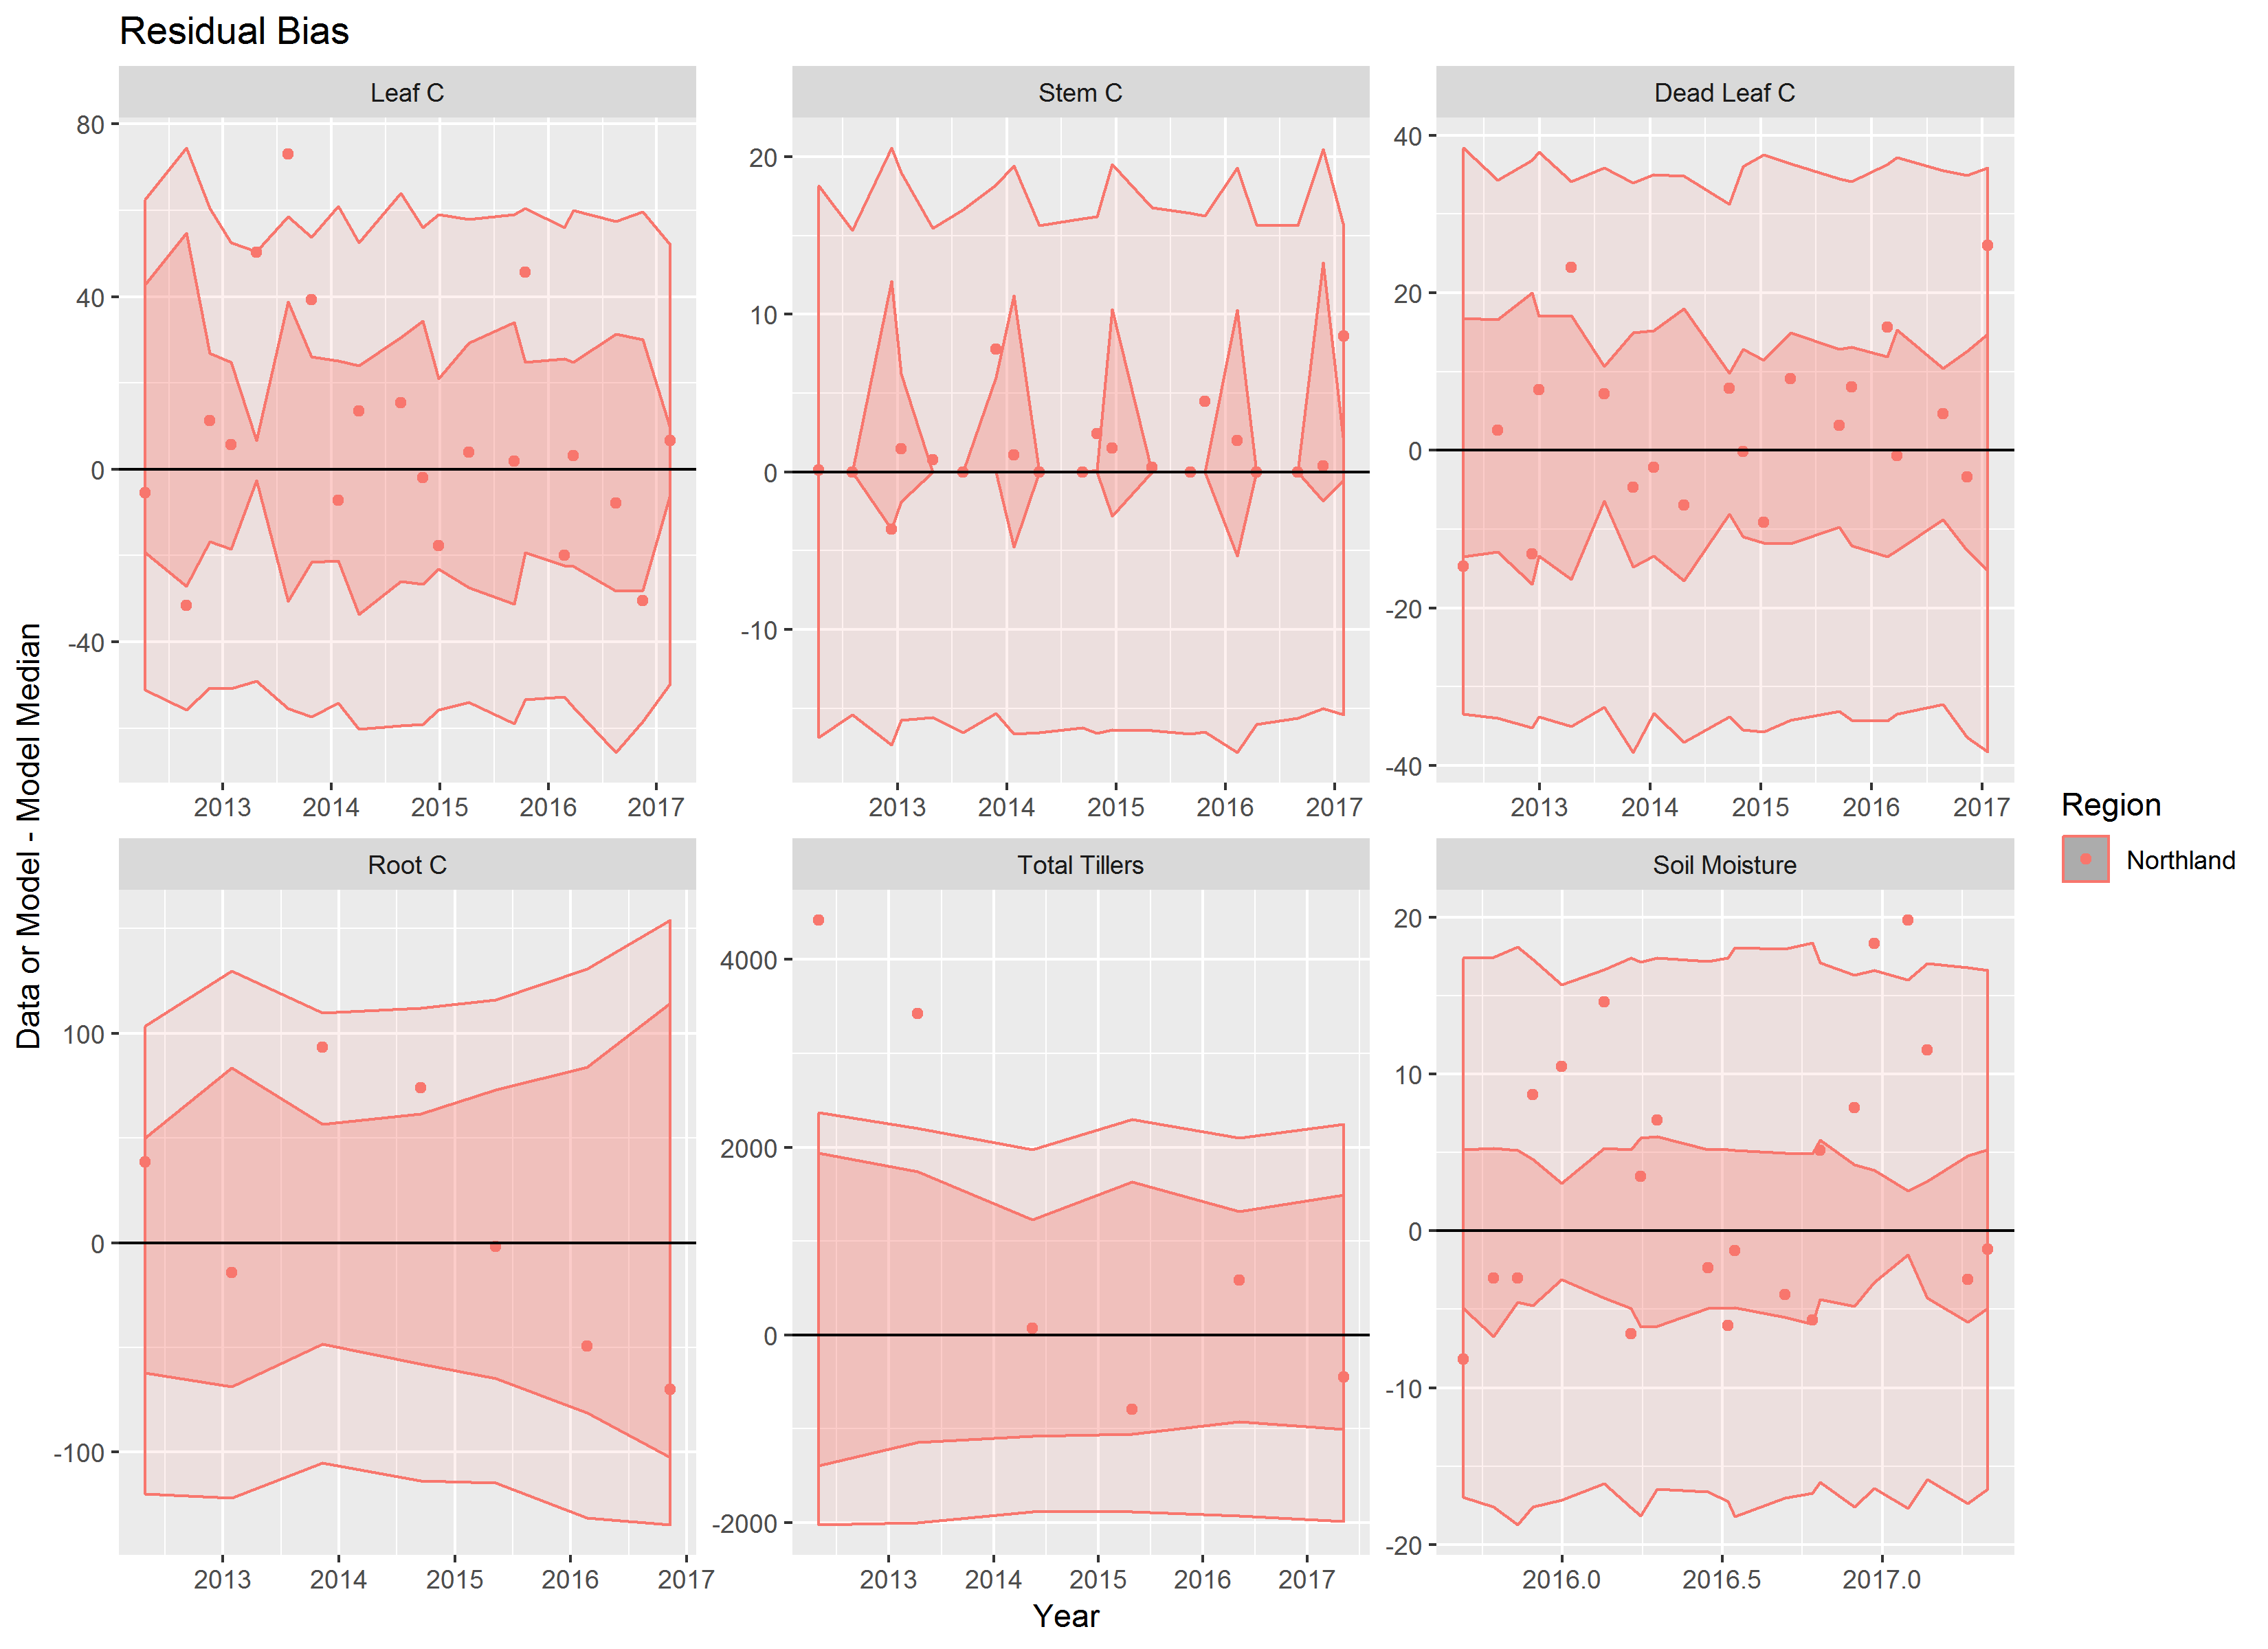 Residual Bias
Leaf C
Stem C
Dead Leaf C
80
40
0
-40
20
10
0
-10
40
20
0
-20
-40
2013 2014 2015 2016 2017
2013 2014 2015 2016 2017
2013 2014 2015 2016 2017
Data or Model - Model Median
Root C
Total Tillers
Soil Moisture
100
0
-100
4000
2000
0
-2000
20
10
0
-10
-20
2013 2014 2015 2016 2017
2013 2014 2015 2016 2017
2016.0 2016.5 2017.0
Year
Region
Northland